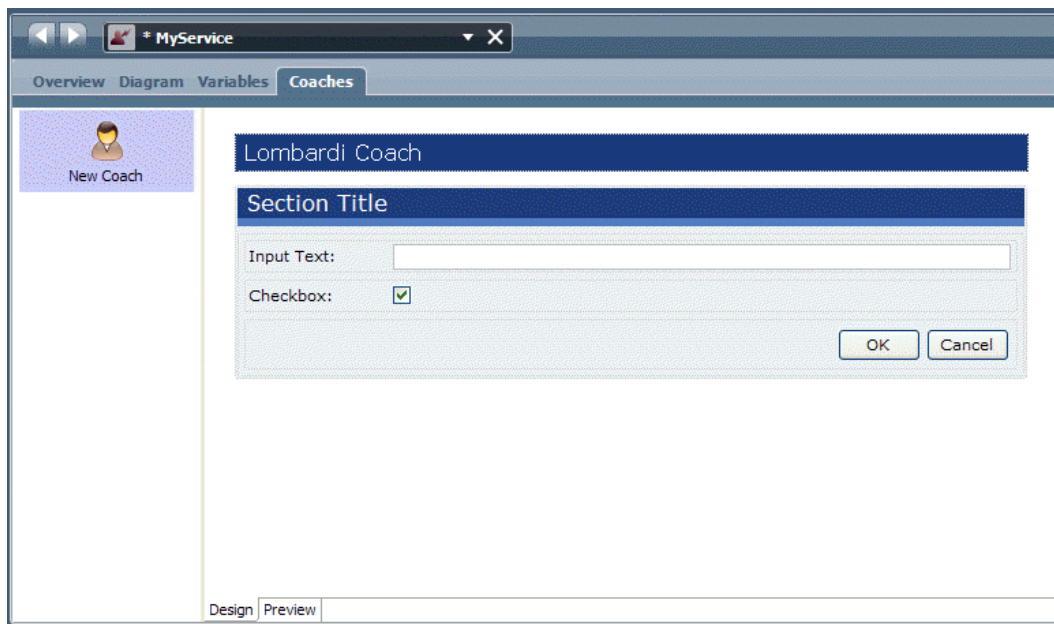 * MyService
Overview Diagram Variables Coaches
New Coach
Lombardi Coach
Section Title
Input Text:
Checkbox:
OK Cancel
Design Preview